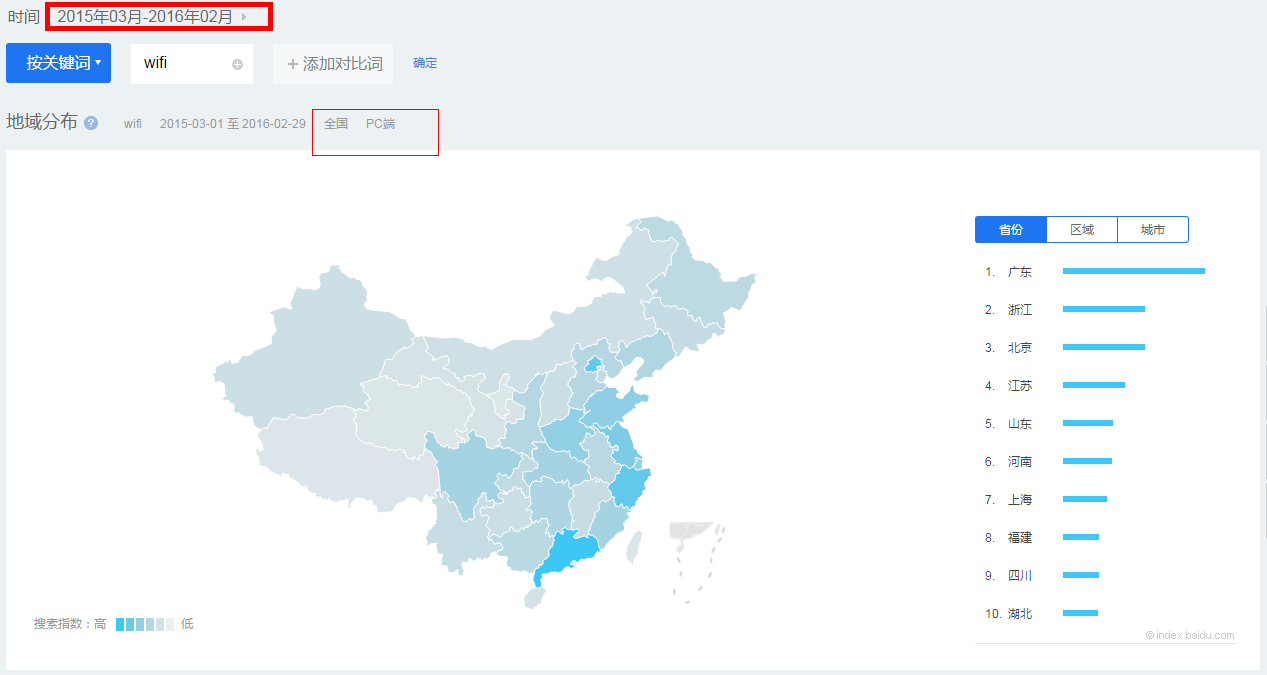 时间 2015年03月-2016年02月
按关键词 wifi + 添加对比词 确定
地域分布 ? wifi 2015-03-01 至 2016-02-29 全国 PC端
省份 区域 城市
1. 广东
2. 浙江
3. 北京
4. 江苏
5. 山东
6. 河南
7. 上海
8. 福建
9. 四川
10. 湖北
搜索指数：高 低
© index.baidu.com